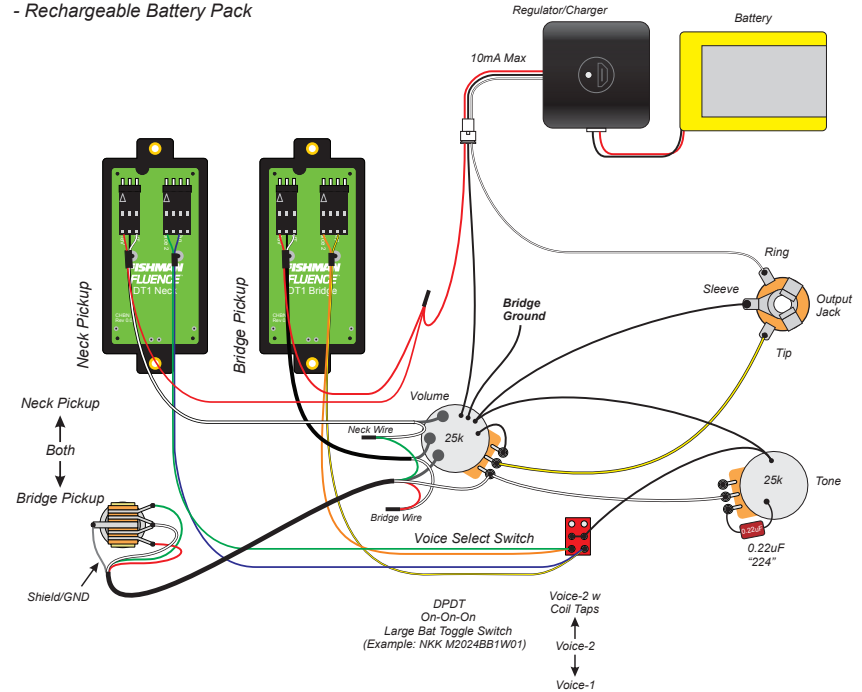 - Rechargeable Battery Pack
Regulator/Charger
Battery
10mA Max
Neck Pickup
FISHMAN
FLUENCE
DT1 Neck
Bridge Pickup
FISHMAN
FLUENCE
DT1 Bridge
Ring
Sleeve
Output
Jack
Tip
Bridge
Ground
Volume
25k
Neck Wire
Bridge Wire
Neck Pickup
Both
Bridge Pickup
Shield/GND
Voice Select Switch
25k
Tone
0.22uF
0.22uF
"224"
DPDT
On-On-On
Large Bat Toggle Switch
(Example: NKK M2024BB1W01)
Voice-2 w
Coil Taps
Voice-2
Voice-1